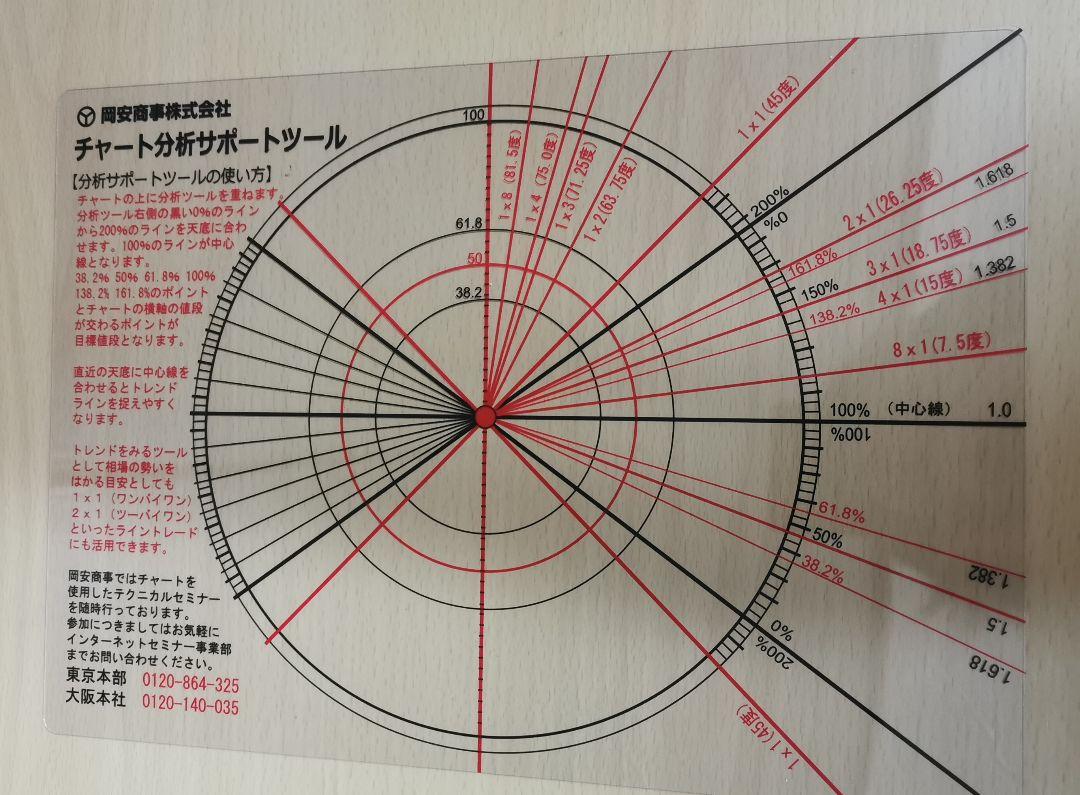 岡安商事株式会社
チャート分析サポートツール
【分析サポートツールの使い方】
チャートの上に分析ツールを重ねます。
分析ツール右側の黒い0%のライン
から200%のラインを天底に合わ
せます。100%のラインが中心
線となります。
38.2% 50% 61.8% 100%
138.2% 161.8%のポイント
とチャートの横軸の値段
が交わるポイントが
目標値段となります。
直近の天底に中心線を
合わせるとトレンド
ラインを捉えやすく
なります。
トレンドをみるツール
として相場の勢いを
はかる目安としても
1×1（ワンバイワン）
2×1（ツーバイワン）
といったライントレード
にも活用できます。
岡安商事ではチャートを
使用したテクニカルセミナー
を随時行っております。
参加につきましてはお気軽に
インターネットセミナー事業部
までお問い合わせください。
東京本部 0120-864-325
大阪本社 0120-140-035
100
61.8
50
38.2
1×8 (81.5度)
1×4 (75.0度)
1×3(71.25度)
1×2(63.75度)
1×1(45度)
200%
0%
2×1(26.25度)
1.618
161.8%
3×1(18.75度)
1.5
150%
4×1(15度)
1.382
138.2%
8×1(7.5度)
100% （中心線） 1.0
100%
61.8%
1.382
50%
1.5
38.2%
1.618
0%
200%
1×1(45度)